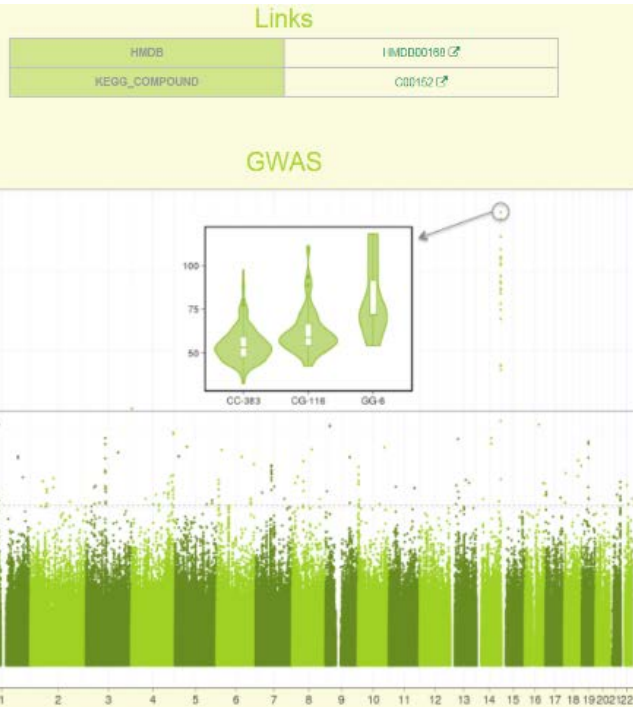 Links
HMDB HMDB00168
KEGG_COMPOUND C00152
GWAS
100
75
50
CC-383 CG-116 GG-6
1 2 3 4 5 6 7 8 9 10 11 12 13 14 15 16 17 18 19 20 21 22